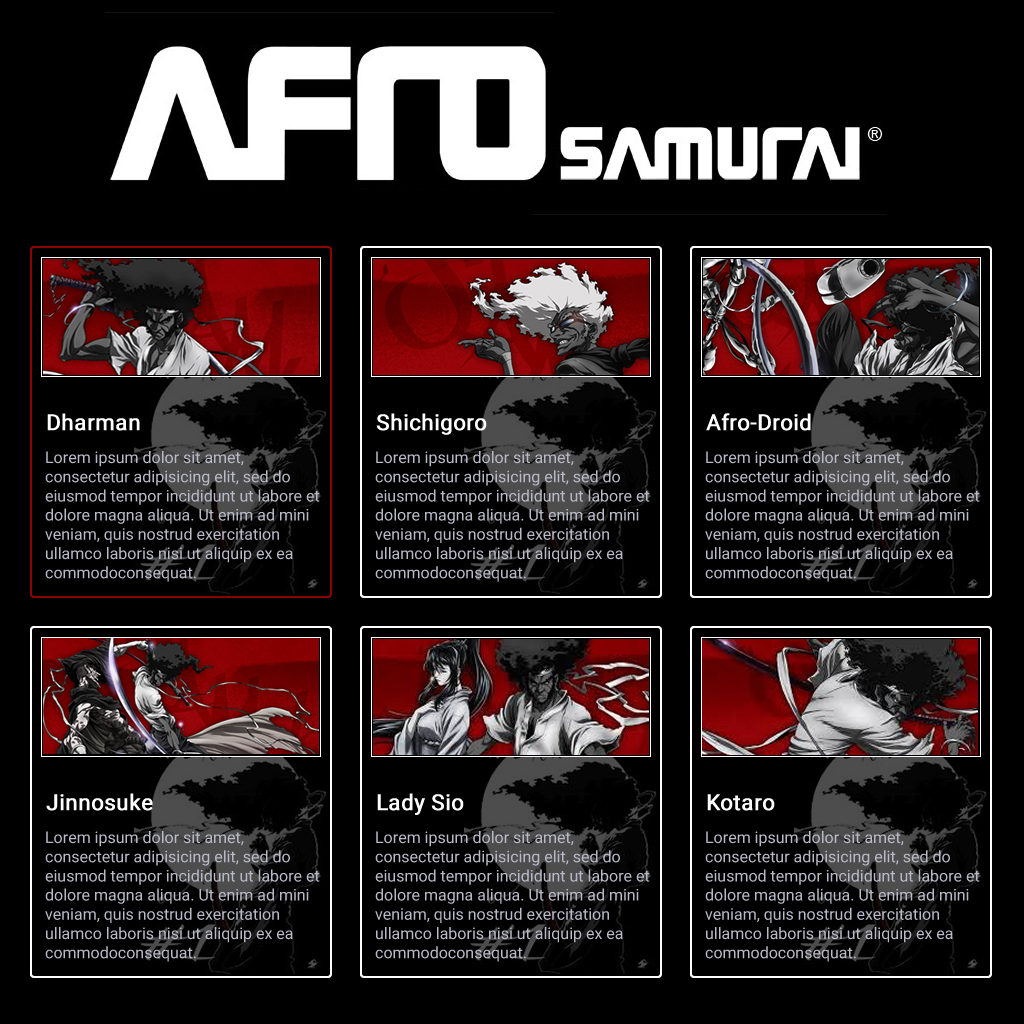 AFRO SAMURAI®
Dharman
Lorem ipsum dolor sit amet,
consectetur adipisicing elit, sed do
eiusmod tempor incididunt ut labore et
dolore magna aliqua. Ut enim ad mini
veniam, quis nostrud exercitation
ullamco laboris nisi ut aliquip ex ea
commodoconsequat.
Shichigoro
Lorem ipsum dolor sit amet,
consectetur adipisicing elit, sed do
eiusmod tempor incididunt ut labore et
dolore magna aliqua. Ut enim ad mini
veniam, quis nostrud exercitation
ullamco laboris nisi ut aliquip ex ea
commodoconsequat.
Afro-Droid
Lorem ipsum dolor sit amet,
consectetur adipisicing elit, sed do
eiusmod tempor incididunt ut labore et
dolore magna aliqua. Ut enim ad mini
veniam, quis nostrud exercitation
ullamco laboris nisi ut aliquip ex ea
commodoconsequat.
Jinnosuke
Lorem ipsum dolor sit amet,
consectetur adipisicing elit, sed do
eiusmod tempor incididunt ut labore et
dolore magna aliqua. Ut enim ad mini
veniam, quis nostrud exercitation
ullamco laboris nisi ut aliquip ex ea
commodoconsequat.
Lady Sio
Lorem ipsum dolor sit amet,
consectetur adipisicing elit, sed do
eiusmod tempor incididunt ut labore et
dolore magna aliqua. Ut enim ad mini
veniam, quis nostrud exercitation
ullamco laboris nisi ut aliquip ex ea
commodoconsequat.
Kotaro
Lorem ipsum dolor sit amet,
consectetur adipisicing elit, sed do
eiusmod tempor incididunt ut labore et
dolore magna aliqua. Ut enim ad mini
veniam, quis nostrud exercitation
ullamco laboris nisi ut aliquip ex ea
commodoconsequat.